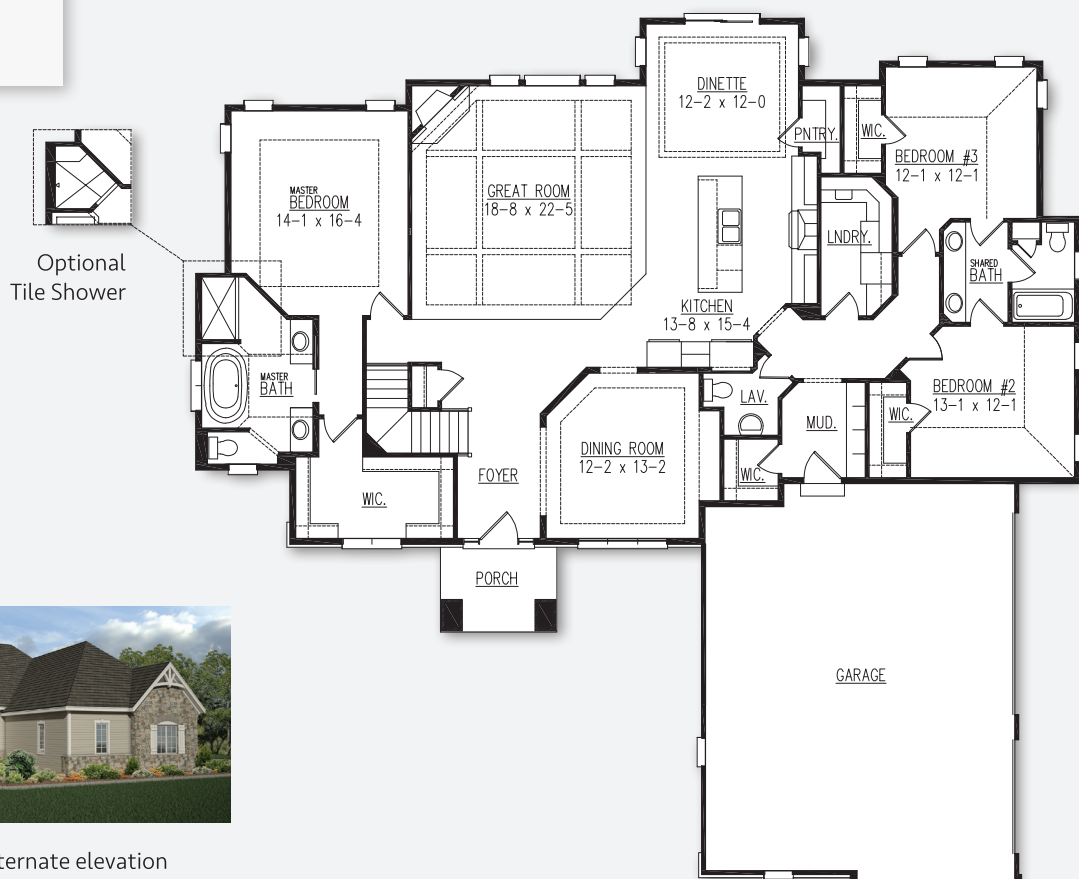 DINETTE
12-2 x 12-0
PNTRY.
WIC.
BEDROOM #3
12-1 x 12-1
MASTER
BEDROOM
14-1 x 16-4
GREAT ROOM
18-8 x 22-5
LNDRY.
SHARED
BATH
Optional
Tile Shower
KITCHEN
13-8 x 15-4
MASTER
BATH
LAV.
BEDROOM #2
13-1 x 12-1
WIC.
MUD.
DINING ROOM
12-2 x 13-2
WIC.
FOYER
WIC.
PORCH
GARAGE
ternate elevation